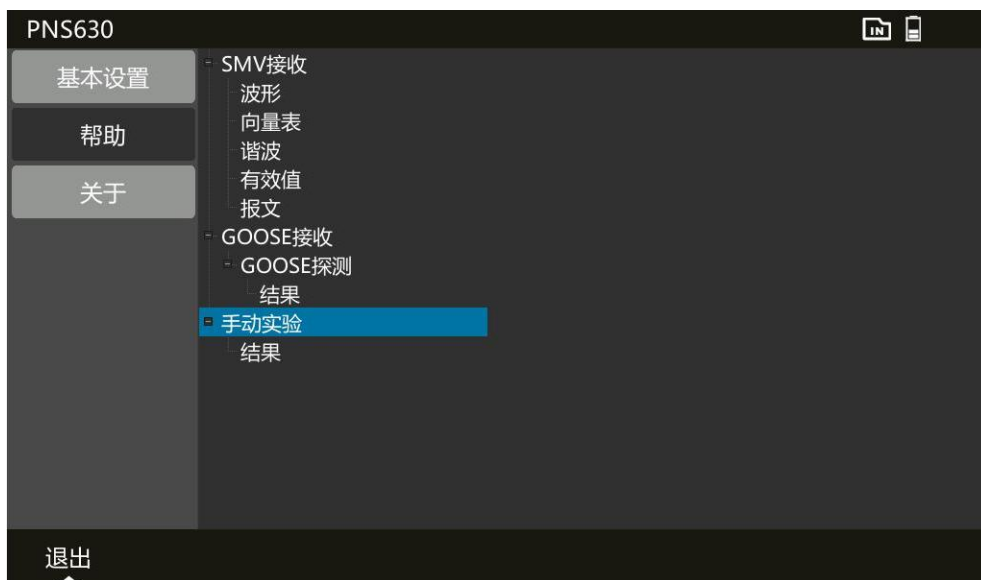 PNS630
IN
基本设置
帮助
关于
SMV接收
波形
向量表
谐波
有效值
报文
GOOSE接收
GOOSE探测
结果
手动实验
结果
退出